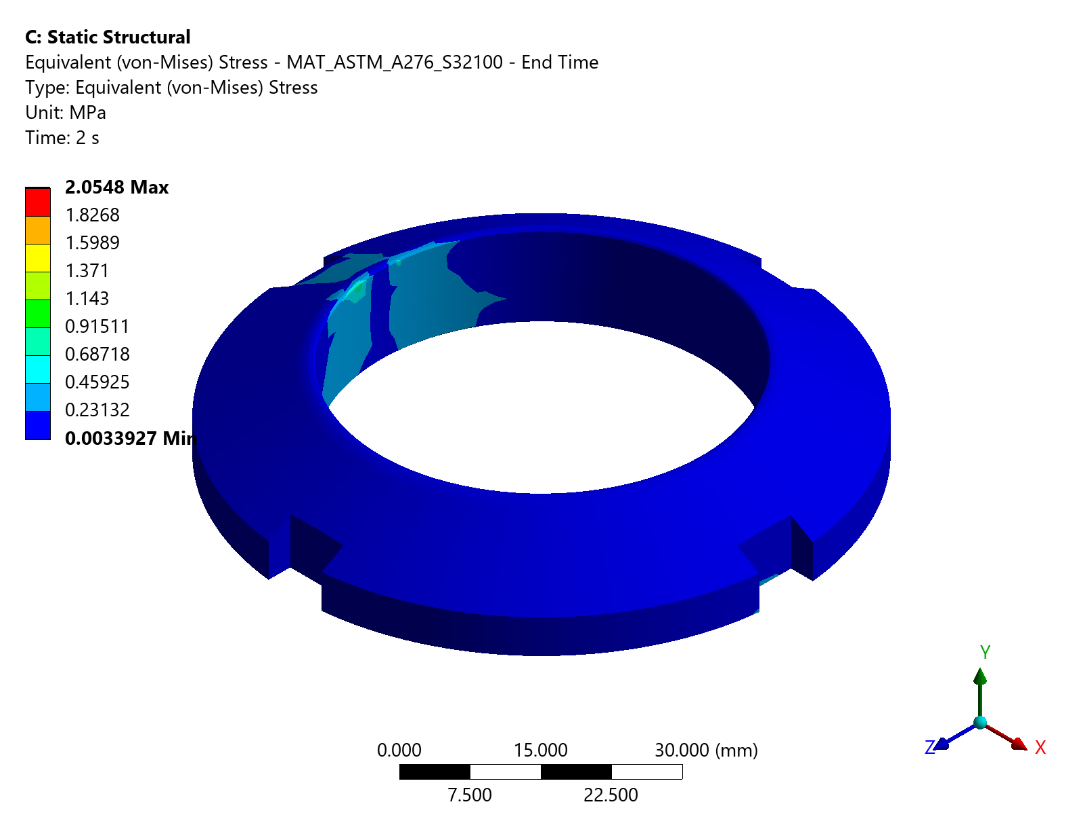 C: Static Structural
Equivalent (von-Mises) Stress - MAT_ASTM_A276_S32100 - End Time
Type: Equivalent (von-Mises) Stress
Unit: MPa
Time: 2 s
2.0548 Max
1.8268
1.5989
1.371
1.143
0.91511
0.68718
0.45925
0.23132
0.0033927 Min
Y
Z
X
0.000 15.000 30.000 (mm)
7.500 22.500